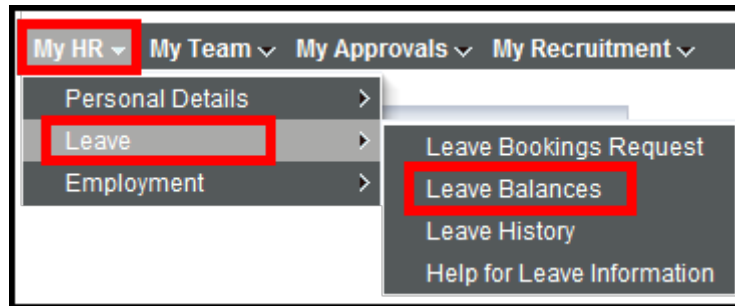 My HR My Team My Approvals My Recruitment
Personal Details
Leave
Employment
Leave Bookings Request
Leave Balances
Leave History
Help for Leave Information